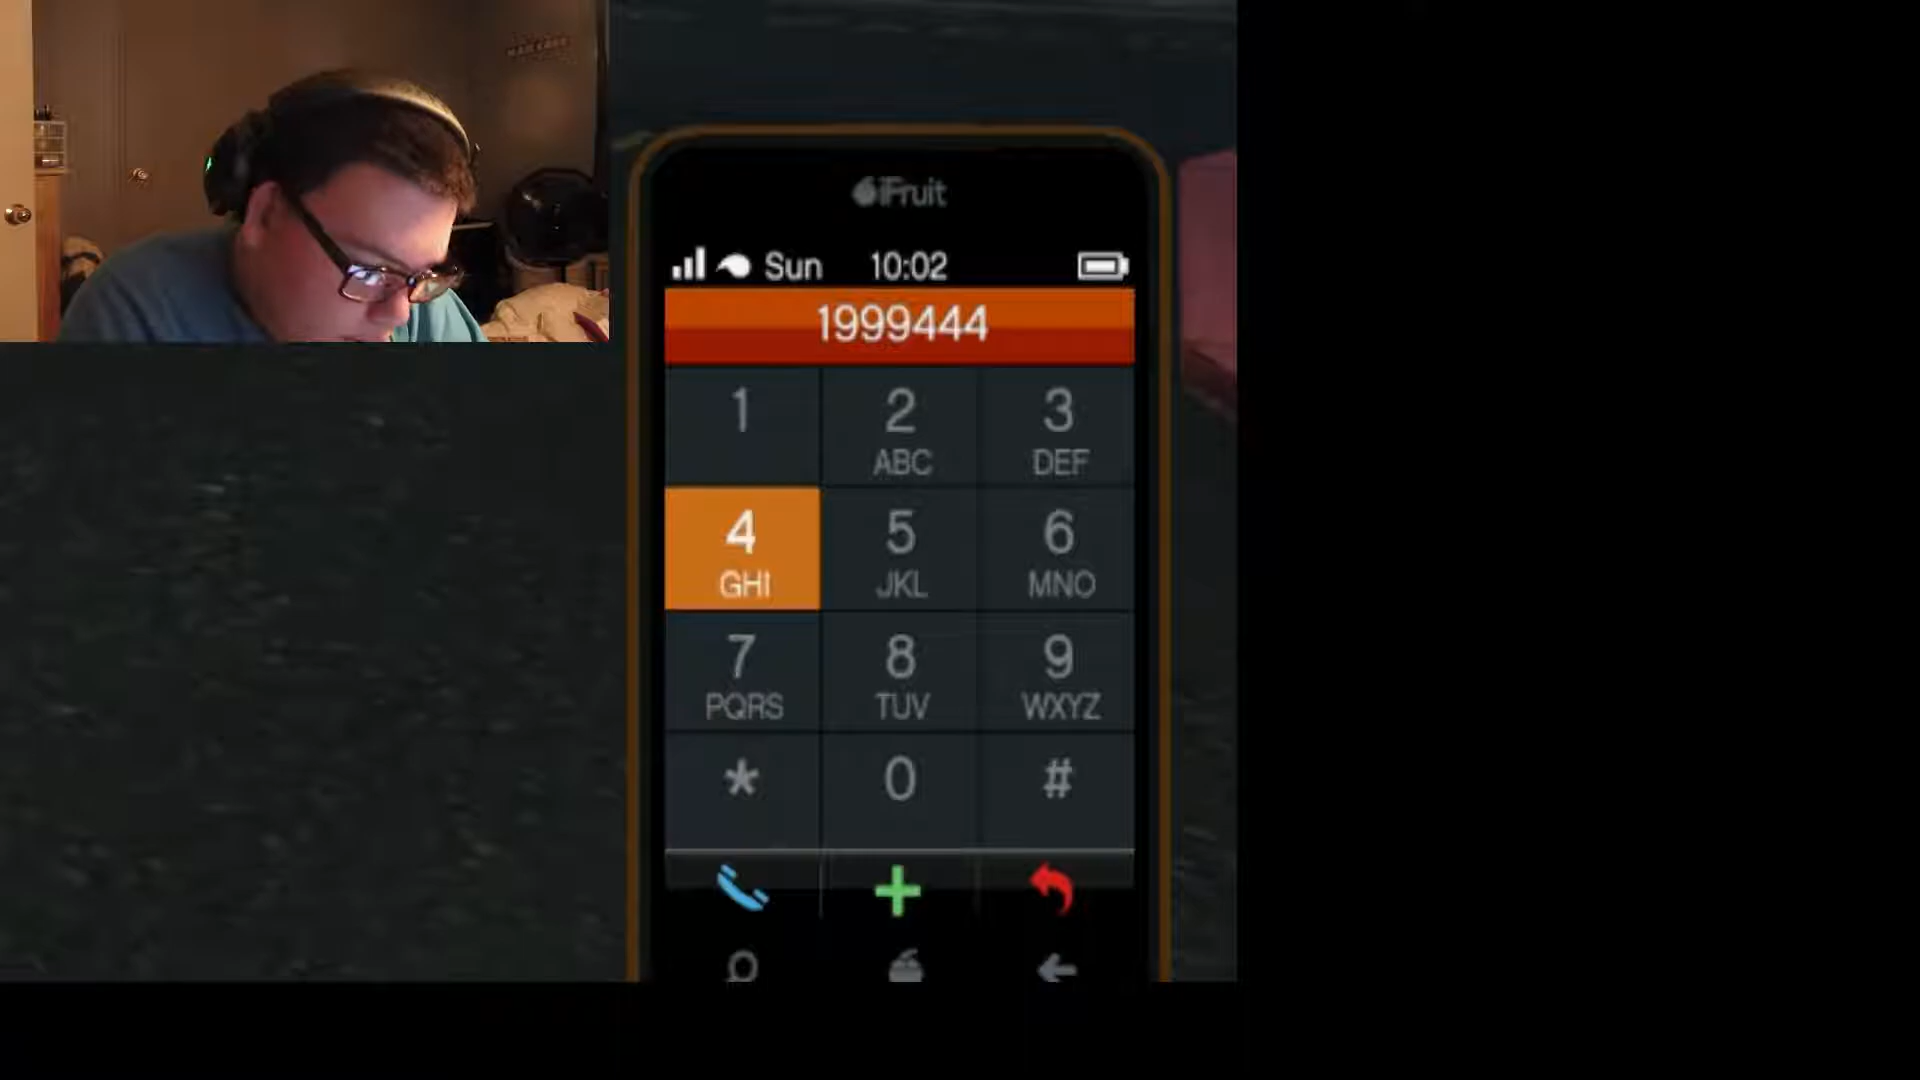 iFruit
Sun 10:02
1999444
1 2 3
ABC DEF
4 5 6
GHI JKL MNO
7 8 9
PQRS TUV WXYZ
* 0 #